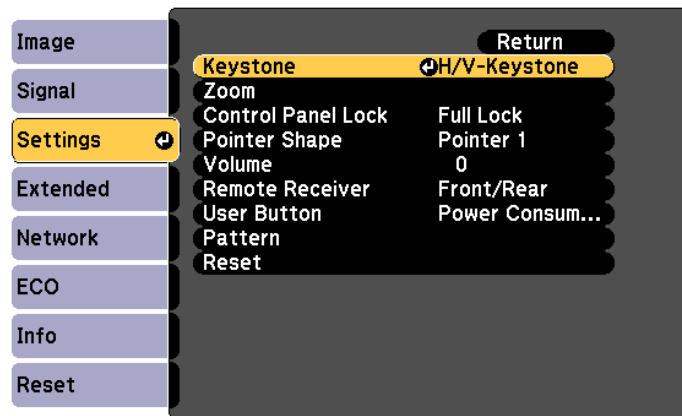 Image
Signal
Settings
Extended
Network
ECO
Info
Reset
Return
Keystone H/V-Keystone
Zoom
Control Panel Lock Full Lock
Pointer Shape Pointer 1
Volume 0
Remote Receiver Front/Rear
User Button Power Consum...
Pattern
Reset